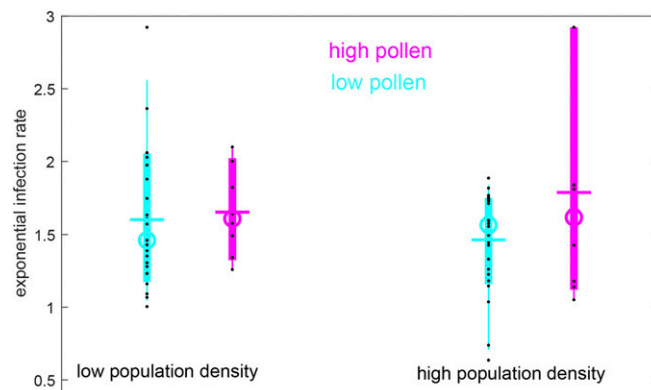 3
high pollen
low pollen
2.5
2
exponential infection rate
1.5
1
low population density
high population density
0.5